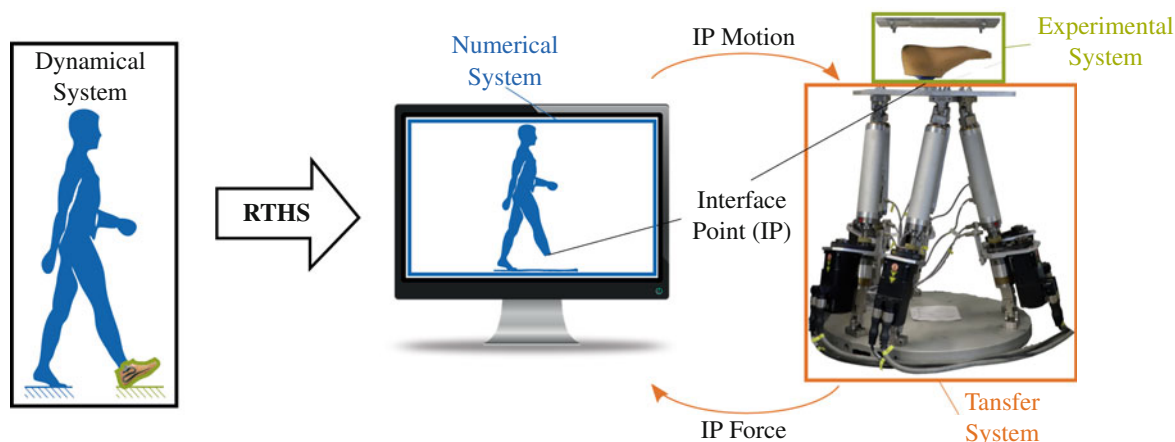 Dynamical
System
RTHS
Numerical
System
IP Motion
Interface
Point (IP)
IP Force
Experimental
System
Tansfer
System